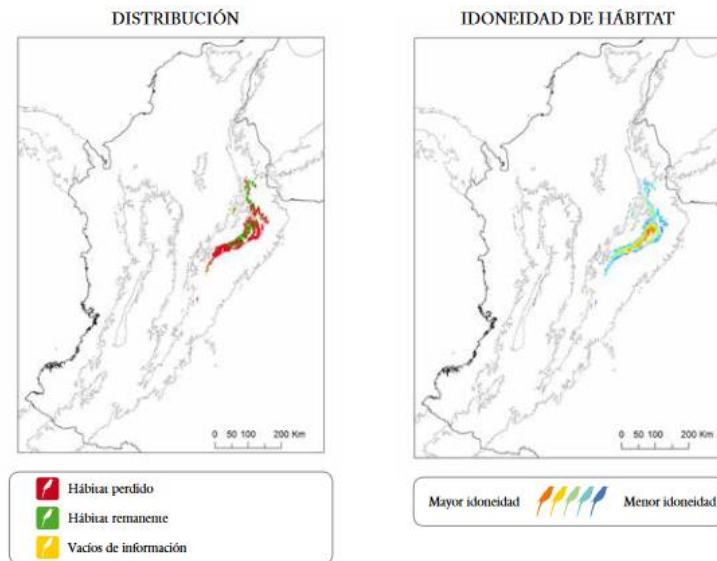 DISTRIBUCIÓN
0 50 100 200 Km
Hábitat perdido
Hábitat remanente
Vacíos de información
IDONEIDAD DE HÁBITAT
0 50 100 200 Km
Mayor idoneidad Menor idoneidad